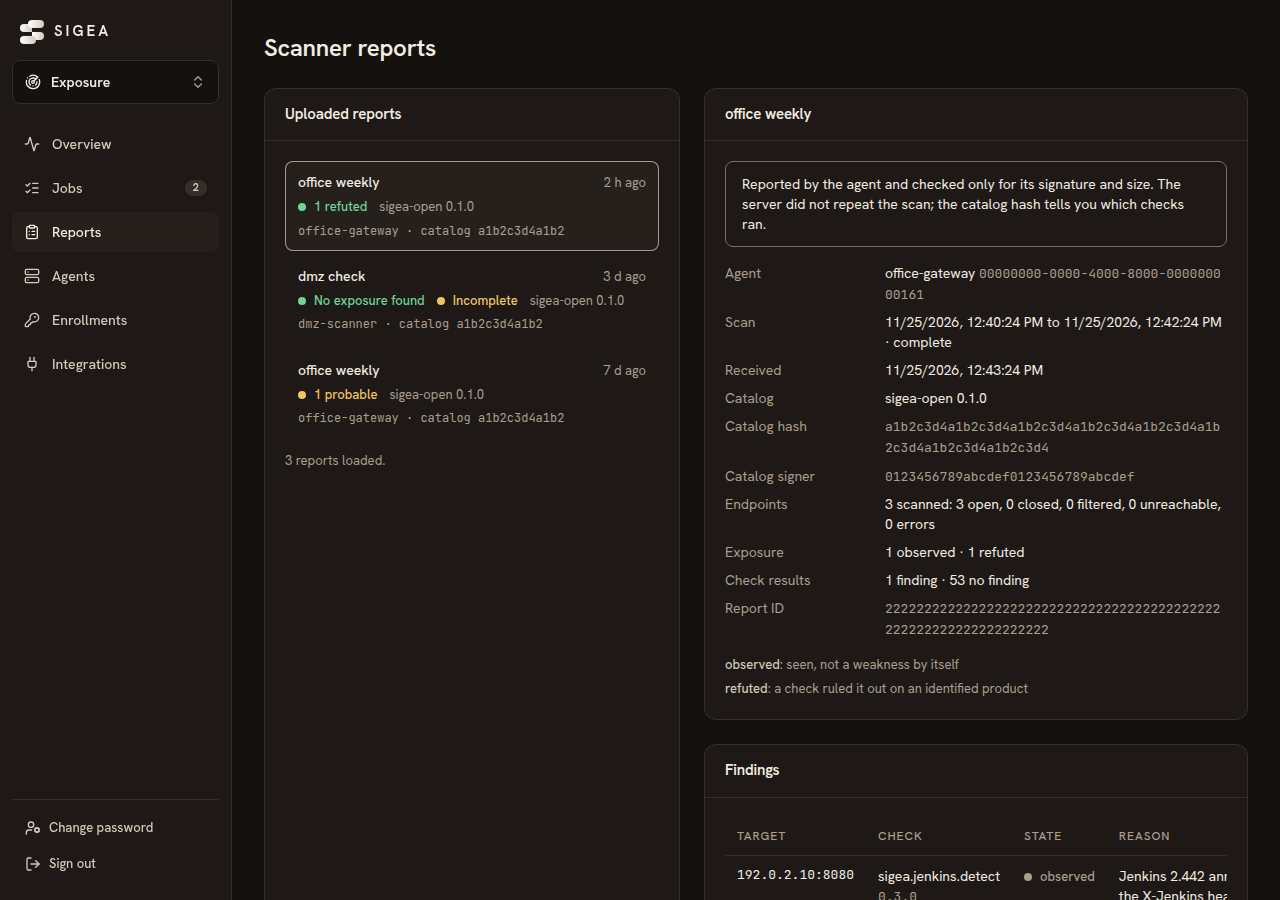 SIGEA
Exposure
Overview
Jobs 2
Reports
Agents
Enrollments
Integrations
Change password
Sign out
Scanner reports
Uploaded reports
office weekly 2 h ago
1 refuted sigea-open 0.1.0
office-gateway · catalog a1b2c3d4a1b2
dmz check 3 d ago
No exposure found Incomplete sigea-open 0.1.0
dmz-scanner · catalog a1b2c3d4a1b2
office weekly 7 d ago
1 probable sigea-open 0.1.0
office-gateway · catalog a1b2c3d4a1b2
3 reports loaded.
office weekly
Reported by the agent and checked only for its signature and size. The
server did not repeat the scan; the catalog hash tells you which checks
ran.
Agent office-gateway 00000000-0000-4000-8000-0000000
00161
Scan 11/25/2026, 12:40:24 PM to 11/25/2026, 12:42:24 PM
· complete
Received 11/25/2026, 12:43:24 PM
Catalog sigea-open 0.1.0
Catalog hash a1b2c3d4a1b2c3d4a1b2c3d4a1b2c3d4a1b2c3d4a1b
2c3d4a1b2c3d4a1b2c3d4
Catalog signer 0123456789abcdef0123456789abcdef
Endpoints 3 scanned: 3 open, 0 closed, 0 filtered, 0 unreachable,
0 errors
Exposure 1 observed · 1 refuted
Check results 1 finding · 53 no finding
Report ID 2222222222222222222222222222222222222222222
222222222222222222222
observed: seen, not a weakness by itself
refuted: a check ruled it out on an identified product
Findings
TARGET CHECK STATE REASON
192.0.2.10:8080 sigea.jenkins.detect observed Jenkins 2.442
0.3.0 the X-Jenkins